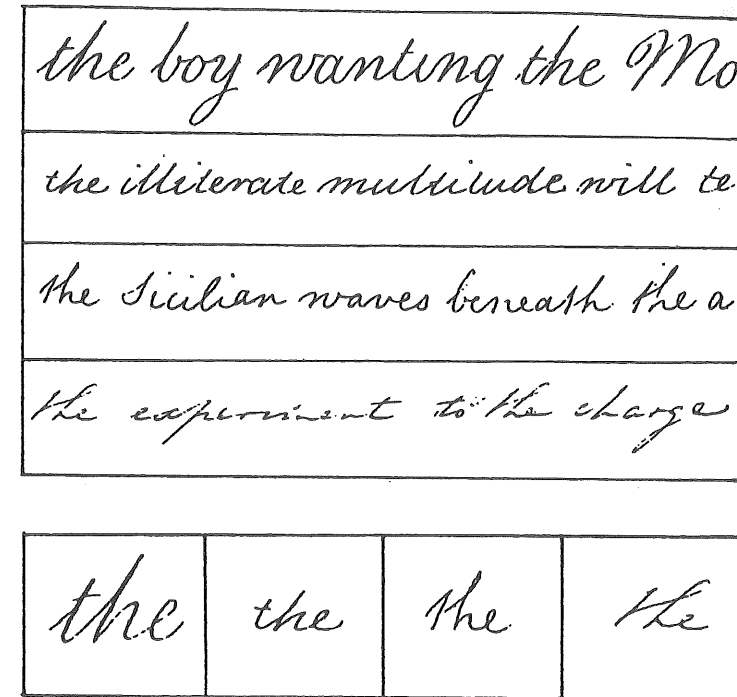 the boy wanting the Mo
the illiterate multitude will te
the Sicilian waves beneath the a
the experiment to the charge
the the the the